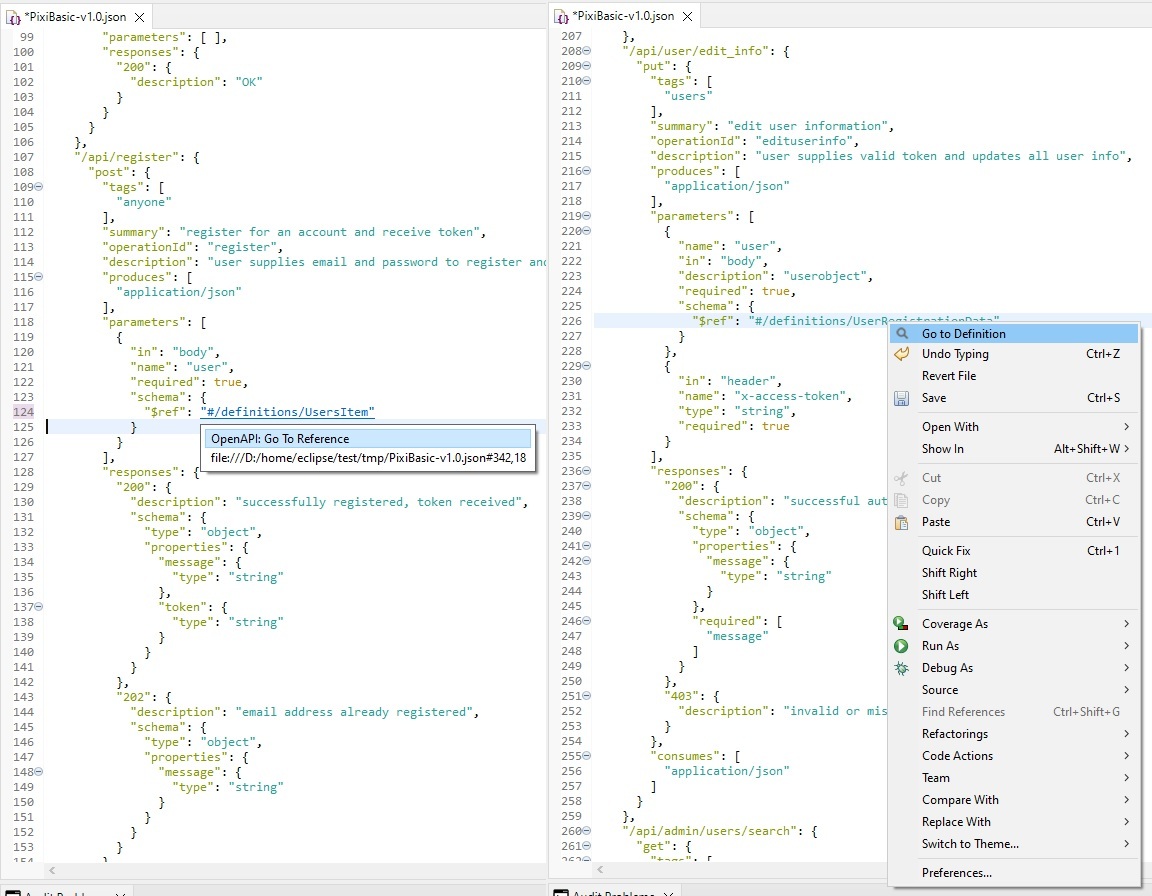 *PixiBasic-v1.0.json
99 "parameters": [ ],
100 "responses": {
101 "200": {
102 "description": "OK"
103 }
104 }
105 }
106 },
107 "/api/register": {
108 "post": {
109 "tags": [
110 "anyone"
111 ],
112 "summary": "register for an account and receive token",
113 "operationId": "register",
114 "description": "user supplies email and password to register and
115 "produces": [
116 "application/json"
117 ],
118 "parameters": [
119 {
120 "in": "body",
121 "name": "user",
122 "required": true,
123 "schema": {
124 "$ref": "#/definitions/UsersItem"
125 }
126 }
127 ],
128 "responses": {
129 "200": {
130 "description": "successfully registered, token received",
131 "schema": {
132 "type": "object",
133 "properties": {
134 "message": {
135 "type": "string"
136 },
137 "token": {
138 "type": "string"
139 }
140 }
141 }
142 },
143 "202": {
144 "description": "email address already registered",
145 "schema": {
146 "type": "object",
147 "properties": {
148 "message": {
149 "type": "string"
150 }
151 }
152 }
153 }
154 }
OpenAPI: Go To Reference
file:///D:/home/eclipse/test/tmp/PixiBasic-v1.0.json#342,18
Audit Problems
*PixiBasic-v1.0.json
207 },
208 "/api/user/edit_info": {
209 "put": {
210 "tags": [
211 "users"
212 ],
213 "summary": "edit user information",
214 "operationId": "edituserinfo",
215 "description": "user supplies valid token and updates all user info",
216 "produces": [
217 "application/json"
218 ],
219 "parameters": [
220 {
221 "name": "user",
222 "in": "body",
223 "description": "userobject",
224 "required": true,
225 "schema": {
226 "$ref": "#/definitions/UserRegistrationData"
227 }
228 },
229 {
230 "in": "header",
231 "name": "x-access-token",
232 "type": "string",
233 "required": true
234 }
235 ],
236 "responses": {
237 "200": {
238 "description": "successful aut
239 "schema": {
240 "type": "object",
241 "properties": {
242 "message": {
243 "type": "string"
244 }
245 },
246 "required": [
247 "message"
248 ]
249 }
250 },
251 "403": {
252 "description": "invalid or mis
253 }
254 },
255 "consumes": [
256 "application/json"
257 ]
258 }
259 },
260 "/api/admin/users/search": {
261 "get": {
262 "tags": [
Audit Problems
Go to Definition
Undo Typing Ctrl+Z
Revert File
Save Ctrl+S
Open With
Show In Alt+Shift+W
Cut Ctrl+X
Copy Ctrl+C
Paste Ctrl+V
Quick Fix Ctrl+1
Shift Right
Shift Left
Coverage As
Run As
Debug As
Source
Find References Ctrl+Shift+G
Refactorings
Code Actions
Team
Compare With
Replace With
Switch to Theme...
Preferences...